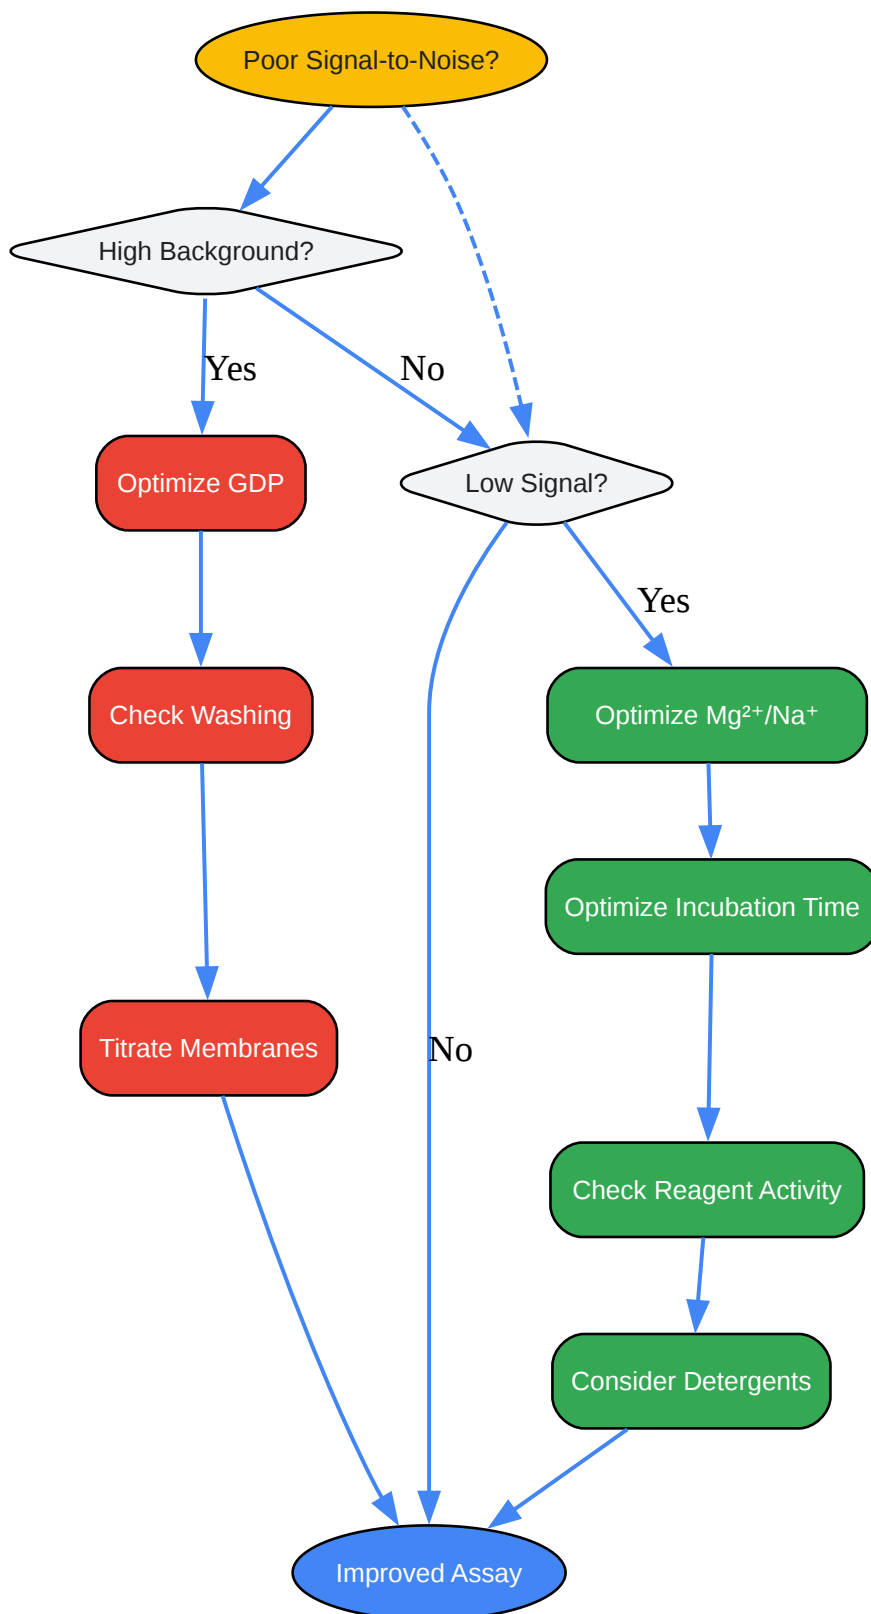 Poor Signal-to-Noise?
High Background?
Yes
No
Optimize GDP
Low Signal?
Yes
Check Washing
Optimize Mg²⁺/Na⁺
Optimize Incubation Time
Titrate Membranes
No
Check Reagent Activity
Consider Detergents
Improved Assay